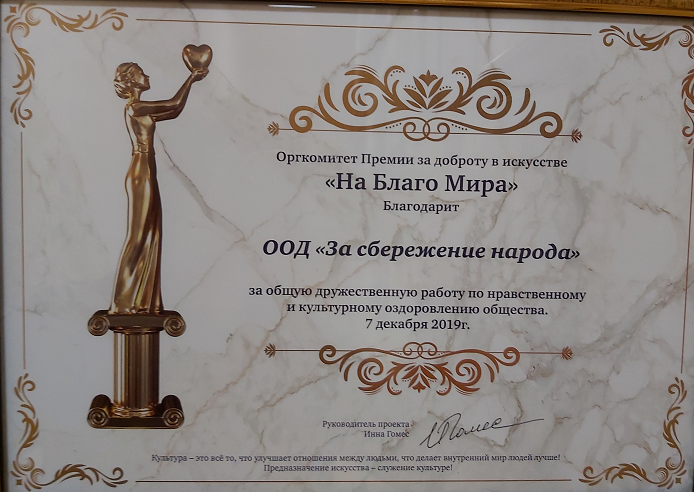 Оргкомитет Премии за доброту в искусстве
«На Благо Мира»
Благодарит
ООД «За сбережение народа»
за общую дружественную работу по нравственному
и культурному оздоровлению общества.
7 декабря 2019г.
Руководитель проекта
Инна Гомес
Гомес
Культура – это всё то, что улучшает отношения между людьми, что делает внутренний мир людей лучше!
Предназначение искусства – служение культуре!